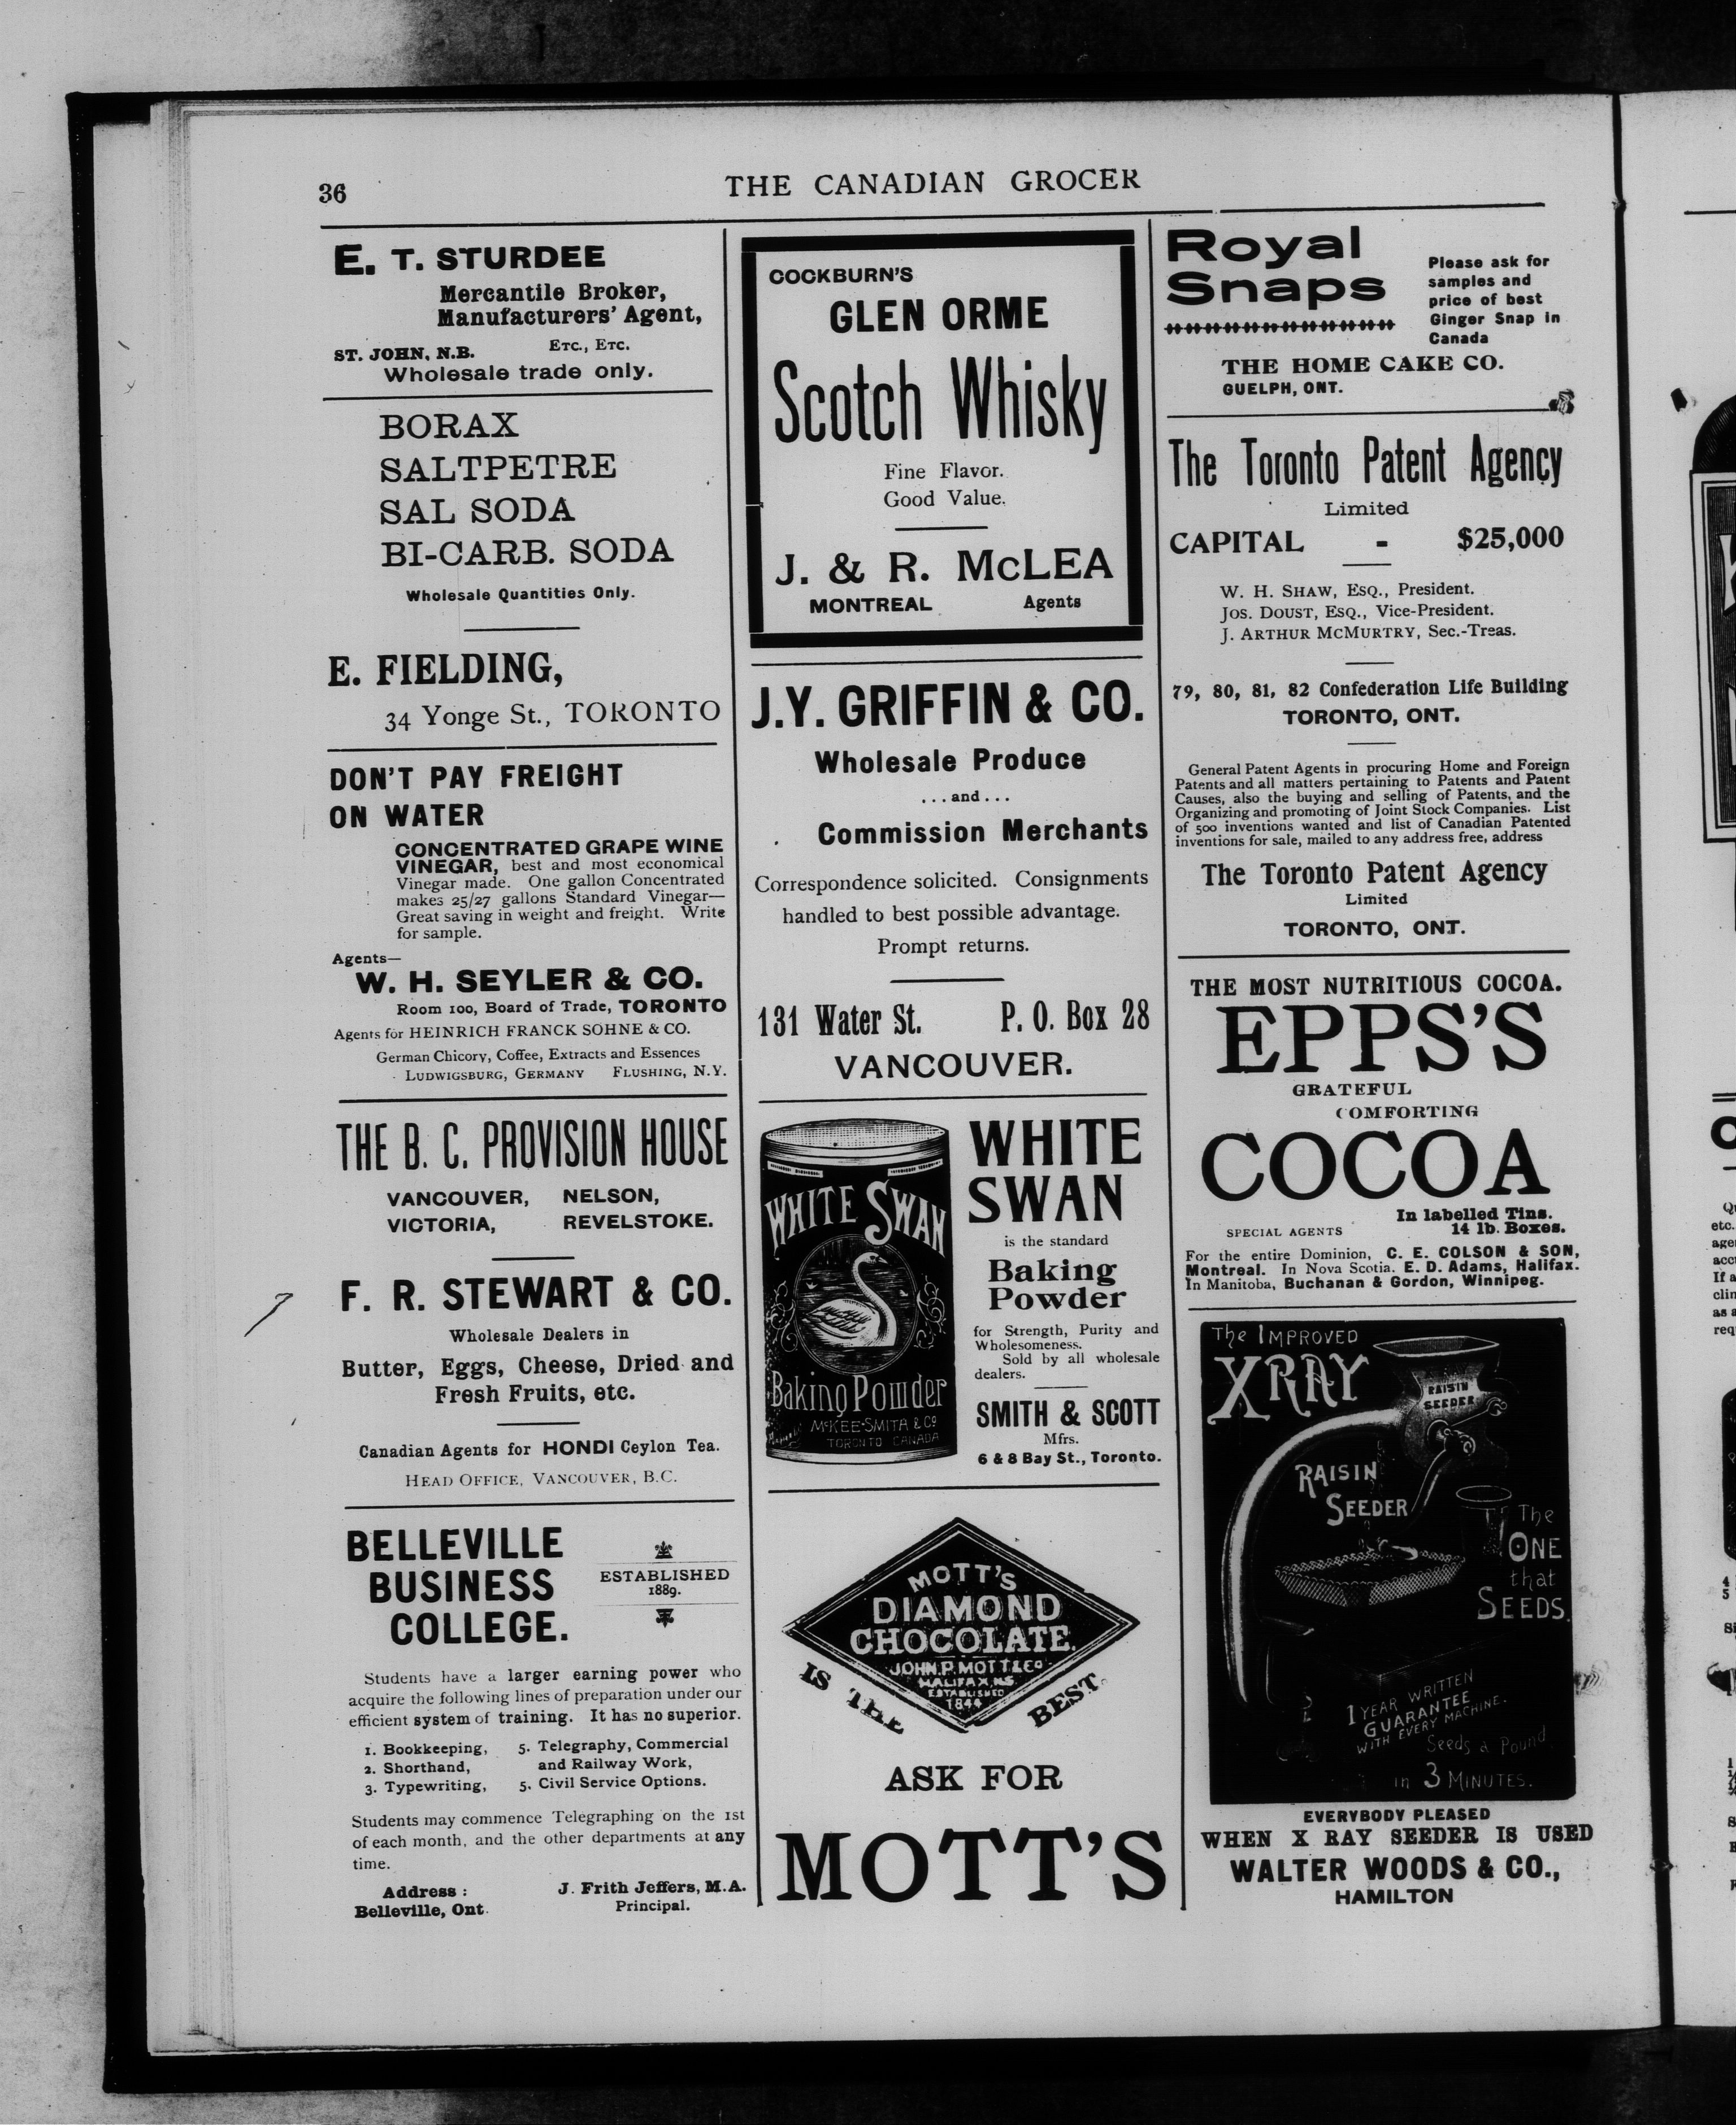 36
THE CANADIAN GROCER
E. T. STURDEE
Mercantile Broker,
Manufacturers' Agent,
ETC., ETC.
ST. JOHN, N.B.
Wholesale trade only.
BORAX
SALTPETRE
SAL SODA
BI-CARB. SODA
Wholesale Quantities Only.
E. FIELDING,
34 Yonge St., TORONTO
DON'T PAY FREIGHT
ON WATER
CONCENTRATED GRAPE WINE
VINEGAR, best and most economical
Vinegar made. One gallon Concentrated
makes 25/27 gallons Standard Vinegar—
Great saving in weight and freight. Write
for sample.
Agents—
W. H. SEYLER & CO.
Room 100, Board of Trade, TORONTO
Agents for HEINRICH FRANCK SOHNE & CO.
German Chicory, Coffee, Extracts and Essences
LUDWIGSBURG, GERMANY FLUSHING, N.Y.
THE B. C. PROVISION HOUSE
VANCOUVER, NELSON,
VICTORIA, REVELSTOKE.
F. R. STEWART & CO.
Wholesale Dealers in
Butter, Eggs, Cheese, Dried and
Fresh Fruits, etc.
Canadian Agents for HONDI Ceylon Tea.
HEAD OFFICE, VANCOUVER, B.C.
BELLEVILLE
BUSINESS
COLLEGE.
ESTABLISHED
1889.
Students have a larger earning power who
acquire the following lines of preparation under our
efficient system of training. It has no superior.
1. Bookkeeping, 5. Telegraphy, Commercial
2. Shorthand, and Railway Work,
3. Typewriting, 5. Civil Service Options.
Students may commence Telegraphing on the 1st
of each month, and the other departments at any
time.
Address : J. Frith Jeffers, M.A.
Belleville, Ont. Principal.
COCKBURN'S
GLEN ORME
Scotch Whisky
Fine Flavor.
Good Value.
J. & R. McLEA
MONTREAL Agents
J.Y. GRIFFIN & CO.
Wholesale Produce
...and...
Commission Merchants
Correspondence solicited. Consignments
handled to best possible advantage.
Prompt returns.
131 Water St. P. O. Box 28
VANCOUVER.
WHITE SWAN
Baking Powder
McKEE-SMITH & Co
TORONTO CANADA
WHITE
SWAN
is the standard
Baking
Powder
for Strength, Purity and
Wholesomeness.
Sold by all wholesale
dealers.
SMITH & SCOTT
Mfrs.
6 & 8 Bay St., Toronto.
MOTT'S
DIAMOND
CHOCOLATE.
JOHN.P.MOTT.&Co
HALIFAX.NS.
ESTABLISHED
1844
IS THE BEST.
ASK FOR
MOTT'S
Royal
Snaps
Please ask for
samples and
price of best
Ginger Snap in
Canada
THE HOME CAKE CO.
GUELPH, ONT.
The Toronto Patent Agency
Limited
CAPITAL - $25,000
W. H. SHAW, ESQ., President.
JOS. DOUST, ESQ., Vice-President.
J. ARTHUR MCMURTRY, Sec.-Treas.
79, 80, 81, 82 Confederation Life Building
TORONTO, ONT.
General Patent Agents in procuring Home and Foreign
Patents and all matters pertaining to Patents and Patent
Causes, also the buying and selling of Patents, and the
Organizing and promoting of Joint Stock Companies. List
of 500 inventions wanted and list of Canadian Patented
inventions for sale, mailed to any address free, address
The Toronto Patent Agency
Limited
TORONTO, ONT.
THE MOST NUTRITIOUS COCOA.
EPPS'S
GRATEFUL
COMFORTING
COCOA
In labelled Tins.
SPECIAL AGENTS 14 lb. Boxes.
For the entire Dominion, C. E. COLSON & SON,
Montreal. In Nova Scotia. E. D. Adams, Halifax.
In Manitoba, Buchanan & Gordon, Winnipeg.
The IMPROVED
XRAY
RAISIN
SEEDER
RAISIN
SEEDER
The
ONE
that
SEEDS.
1 YEAR WRITTEN
GUARANTEE
WITH EVERY MACHINE.
Seeds a Pound
in 3 MINUTES.
EVERYBODY PLEASED
WHEN X RAY SEEDER IS USED
WALTER WOODS & CO.,
HAMILTON